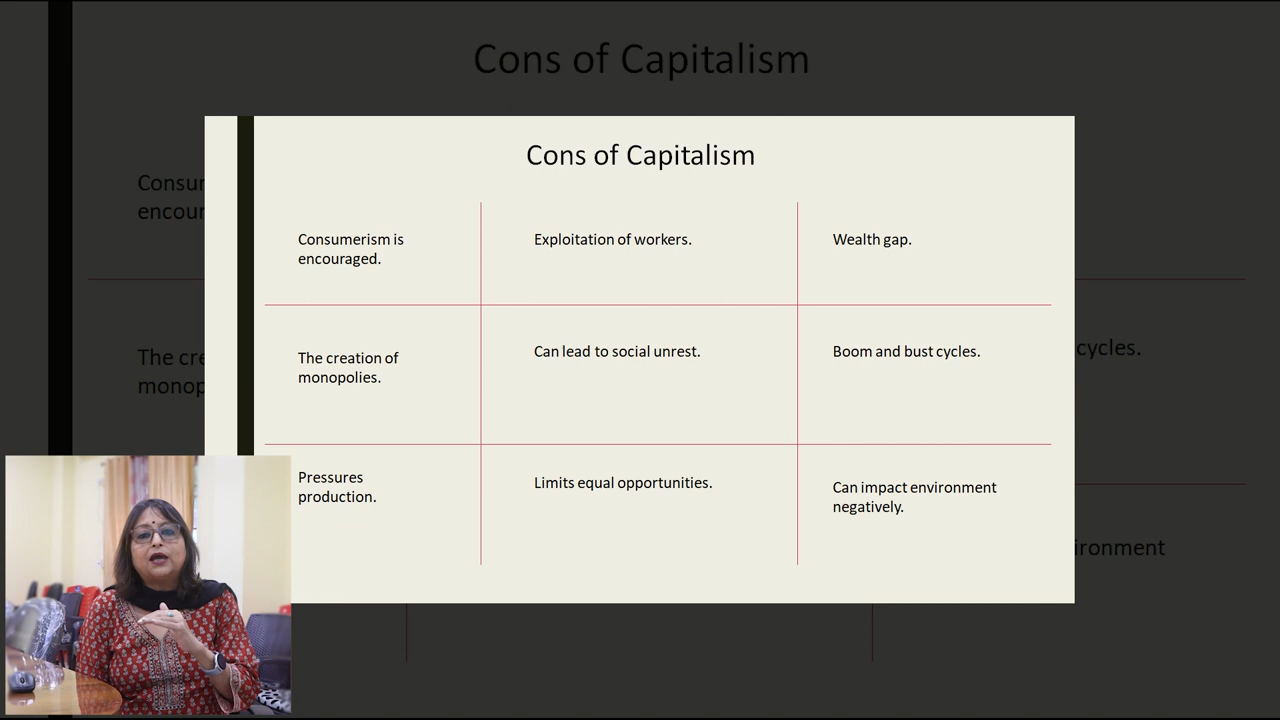 Cons of Capitalism
Cons of Capitalism
Consumerism is
encouraged.
Exploitation of workers.
Wealth gap.
The creation of
monopolies.
Can lead to social unrest.
Boom and bust cycles.
Pressures
production.
Limits equal opportunities.
Can impact environment
negatively.
Consur
encour
The cre
monop
cycles.
ironment